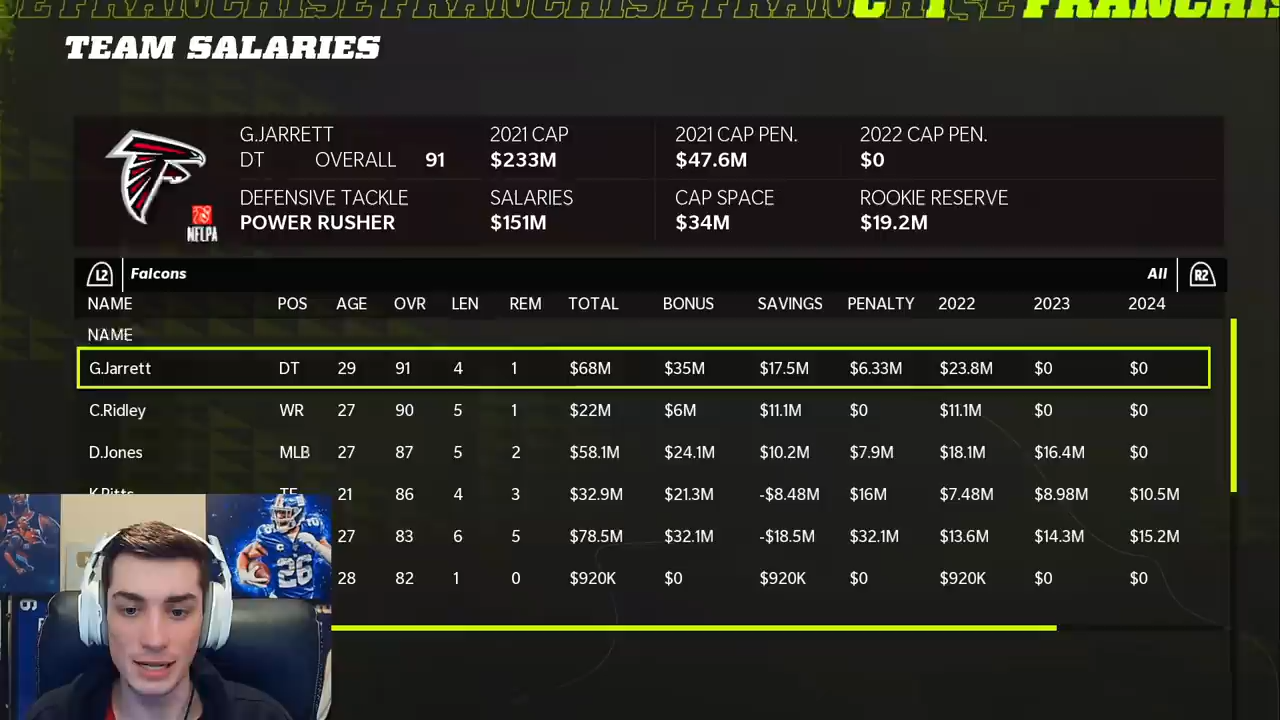 FRANCHISE FRANCHISE FRANCHISE FRANCHISE
TEAM SALARIES
G.JARRETT
DT OVERALL 91
DEFENSIVE TACKLE
POWER RUSHER
2021 CAP
$233M
SALARIES
$151M
2021 CAP PEN.
$47.6M
CAP SPACE
$34M
2022 CAP PEN.
$0
ROOKIE RESERVE
$19.2M
NFLPA
L2 Falcons All R2
NAME POS AGE OVR LEN REM TOTAL BONUS SAVINGS PENALTY 2022 2023 2024
NAME
G.Jarrett DT 29 91 4 1 $68M $35M $17.5M $6.33M $23.8M $0 $0
C.Ridley WR 27 90 5 1 $22M $6M $11.1M $0 $11.1M $0 $0
D.Jones MLB 27 87 5 2 $58.1M $24.1M $10.2M $7.9M $18.1M $16.4M $0
K.Pitts TE 21 86 4 3 $32.9M $21.3M -$8.48M $16M $7.48M $8.98M $10.5M
27 83 6 5 $78.5M $32.1M -$18.5M $32.1M $13.6M $14.3M $15.2M
28 82 1 0 $920K $0 $920K $0 $920K $0 $0
26